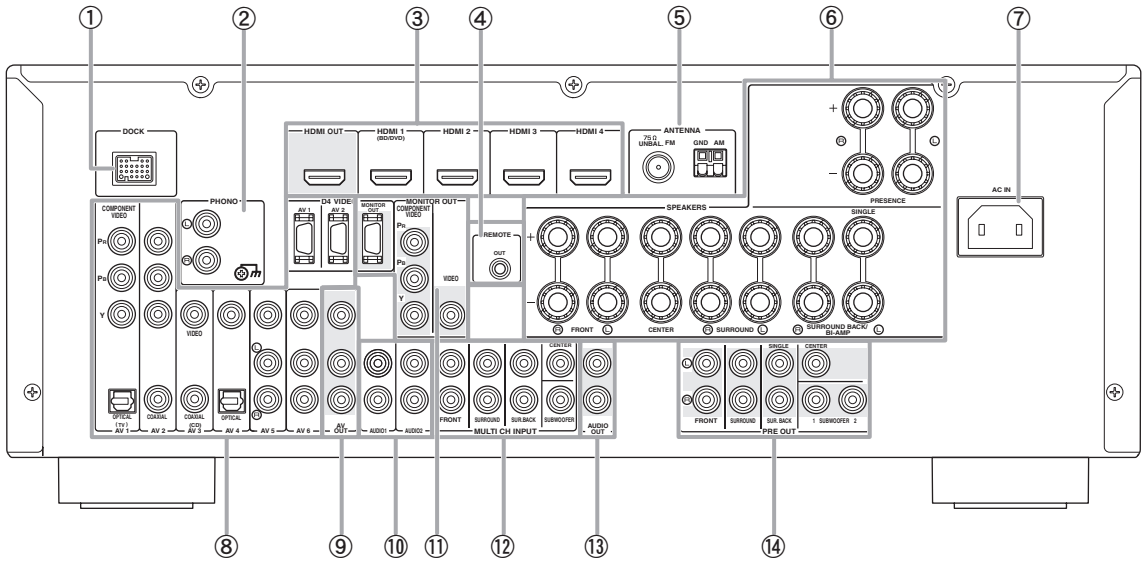 ① ② ③ ④ ⑤ ⑥ ⑦
DOCK
HDMI OUT
HDMI 1
(BD/DVD)
HDMI 2
HDMI 3
HDMI 4
ANTENNA
75 Ω
UNBAL. FM
GND AM
+
Ⓡ Ⓛ
–
PRESENCE
AC IN
COMPONENT
VIDEO
PR
PB
Y
PHONO
Ⓛ
Ⓡ
D4 VIDEO
AV 1
AV 2
MONITOR
OUT
MONITOR OUT
COMPONENT
VIDEO
PR
PB
Y
VIDEO
REMOTE
OUT
SPEAKERS
SINGLE
+
–
Ⓡ FRONT Ⓛ
CENTER
Ⓡ SURROUND Ⓛ
Ⓡ SURROUND BACK/ Ⓛ
BI-AMP
VIDEO
Ⓛ
Ⓡ
OPTICAL
(TV)
AV 1
COAXIAL
AV 2
COAXIAL
(CD)
AV 3
OPTICAL
AV 4
AV 5
AV 6
AV
OUT
AUDIO1
AUDIO2
CENTER
FRONT
SURROUND
SUR.BACK
SUBWOOFER
MULTI CH INPUT
AUDIO
OUT
Ⓛ
Ⓡ
SINGLE
CENTER
FRONT
SURROUND
SUR. BACK
1 SUBWOOFER 2
PRE OUT
⑧ ⑨ ⑩ ⑪ ⑫ ⑬ ⑭